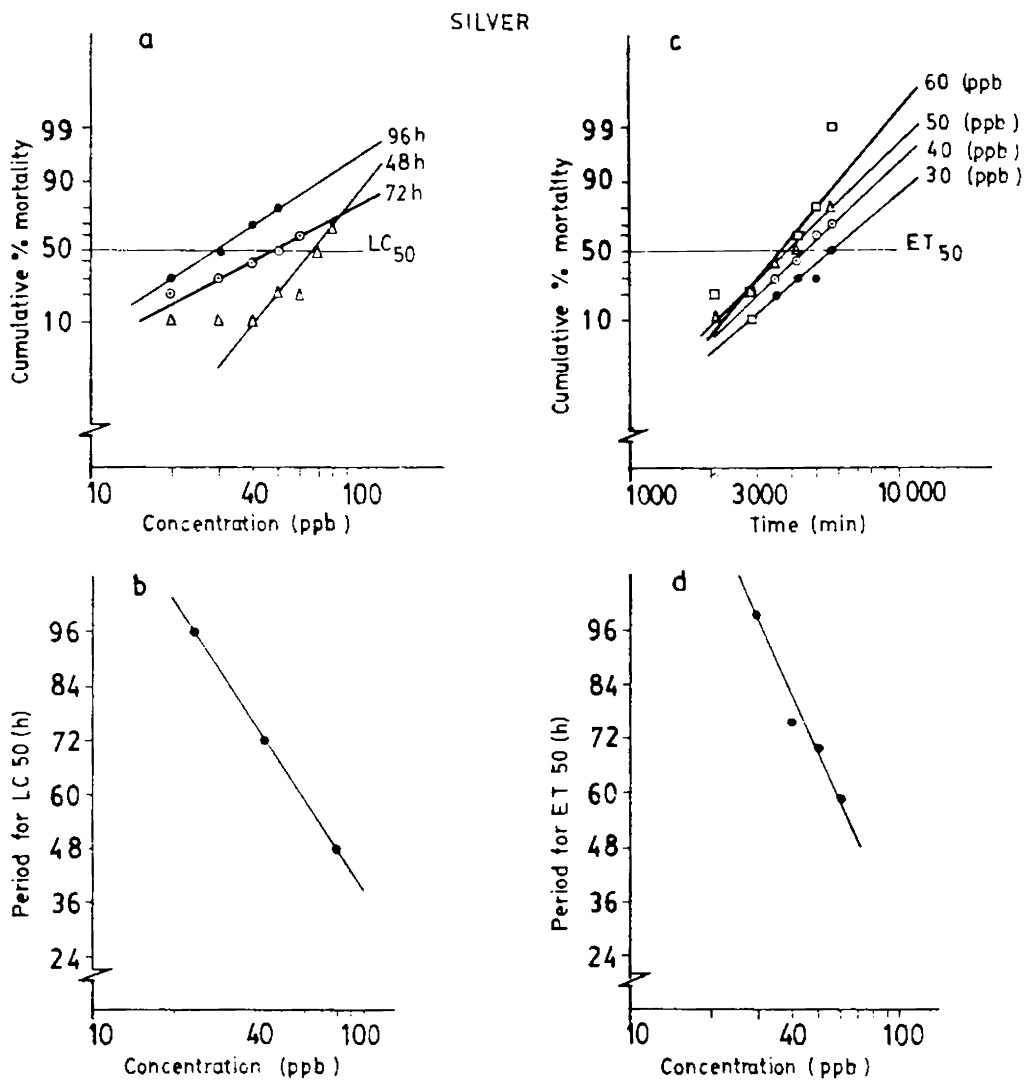 SILVER
a
Cumulative % mortality
99
90
50
10
96h
48h
72h
LC50
10
40
100
Concentration (ppb)
c
Cumulative % mortality
99
90
50
10
60 (ppb
50 (ppb)
40 (ppb)
30 (ppb)
ET50
1000
3000
10000
Time (min)
b
Period for LC 50 (h)
96
84
72
60
48
36
24
10
40
100
Concentration (ppb)
d
Period for ET 50 (h)
96
84
72
60
48
36
24
10
40
100
Concentration (ppb)